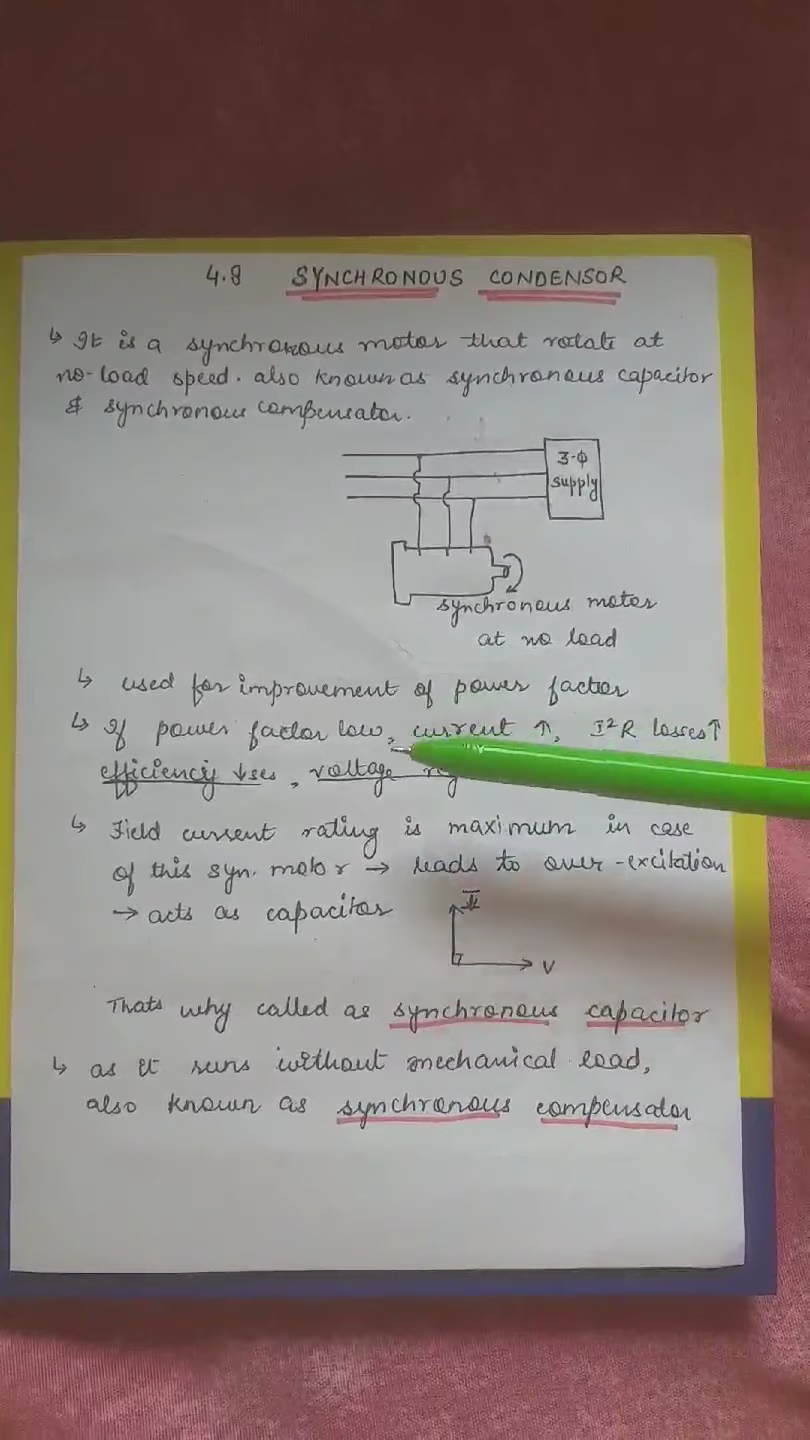 4.8 SYNCHRONOUS CONDENSOR
↳ It is a synchronous motor that rotate at
no-load speed. also known as synchronous capacitor
& synchronous compensator.
3-Φ
supply
synchronous motor
at no load
↳ used for improvement of power factor
↳ If power factor low, current ↑, I²R losses↑
efficiency ↓ses, voltage
↳ Field current rating is maximum in case
of this syn. motor → leads to over-excitation
→ acts as capacitor
V
Thats why called as synchronous capacitor
↳ as it runs without mechanical load,
also known as synchronous compensator